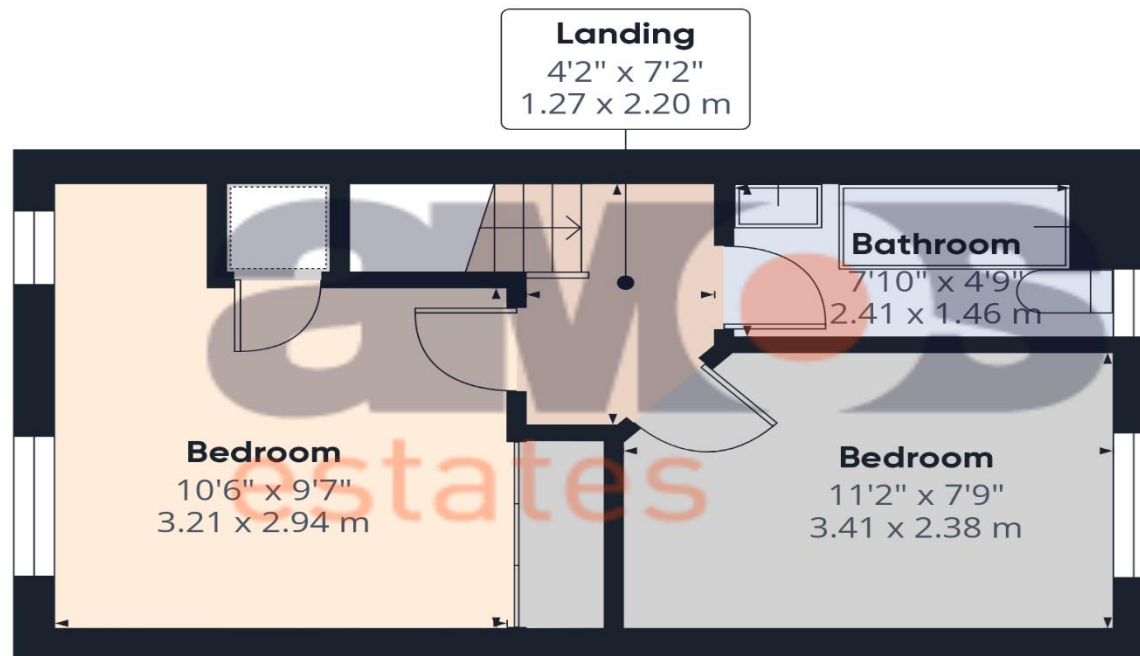 Landing
4'2" x 7'2"
1.27 x 2.20 m
Bathroom
7'10" x 4'9"
2.41 x 1.46 m
amos
estates
Bedroom
10'6" x 9'7"
3.21 x 2.94 m
Bedroom
11'2" x 7'9"
3.41 x 2.38 m